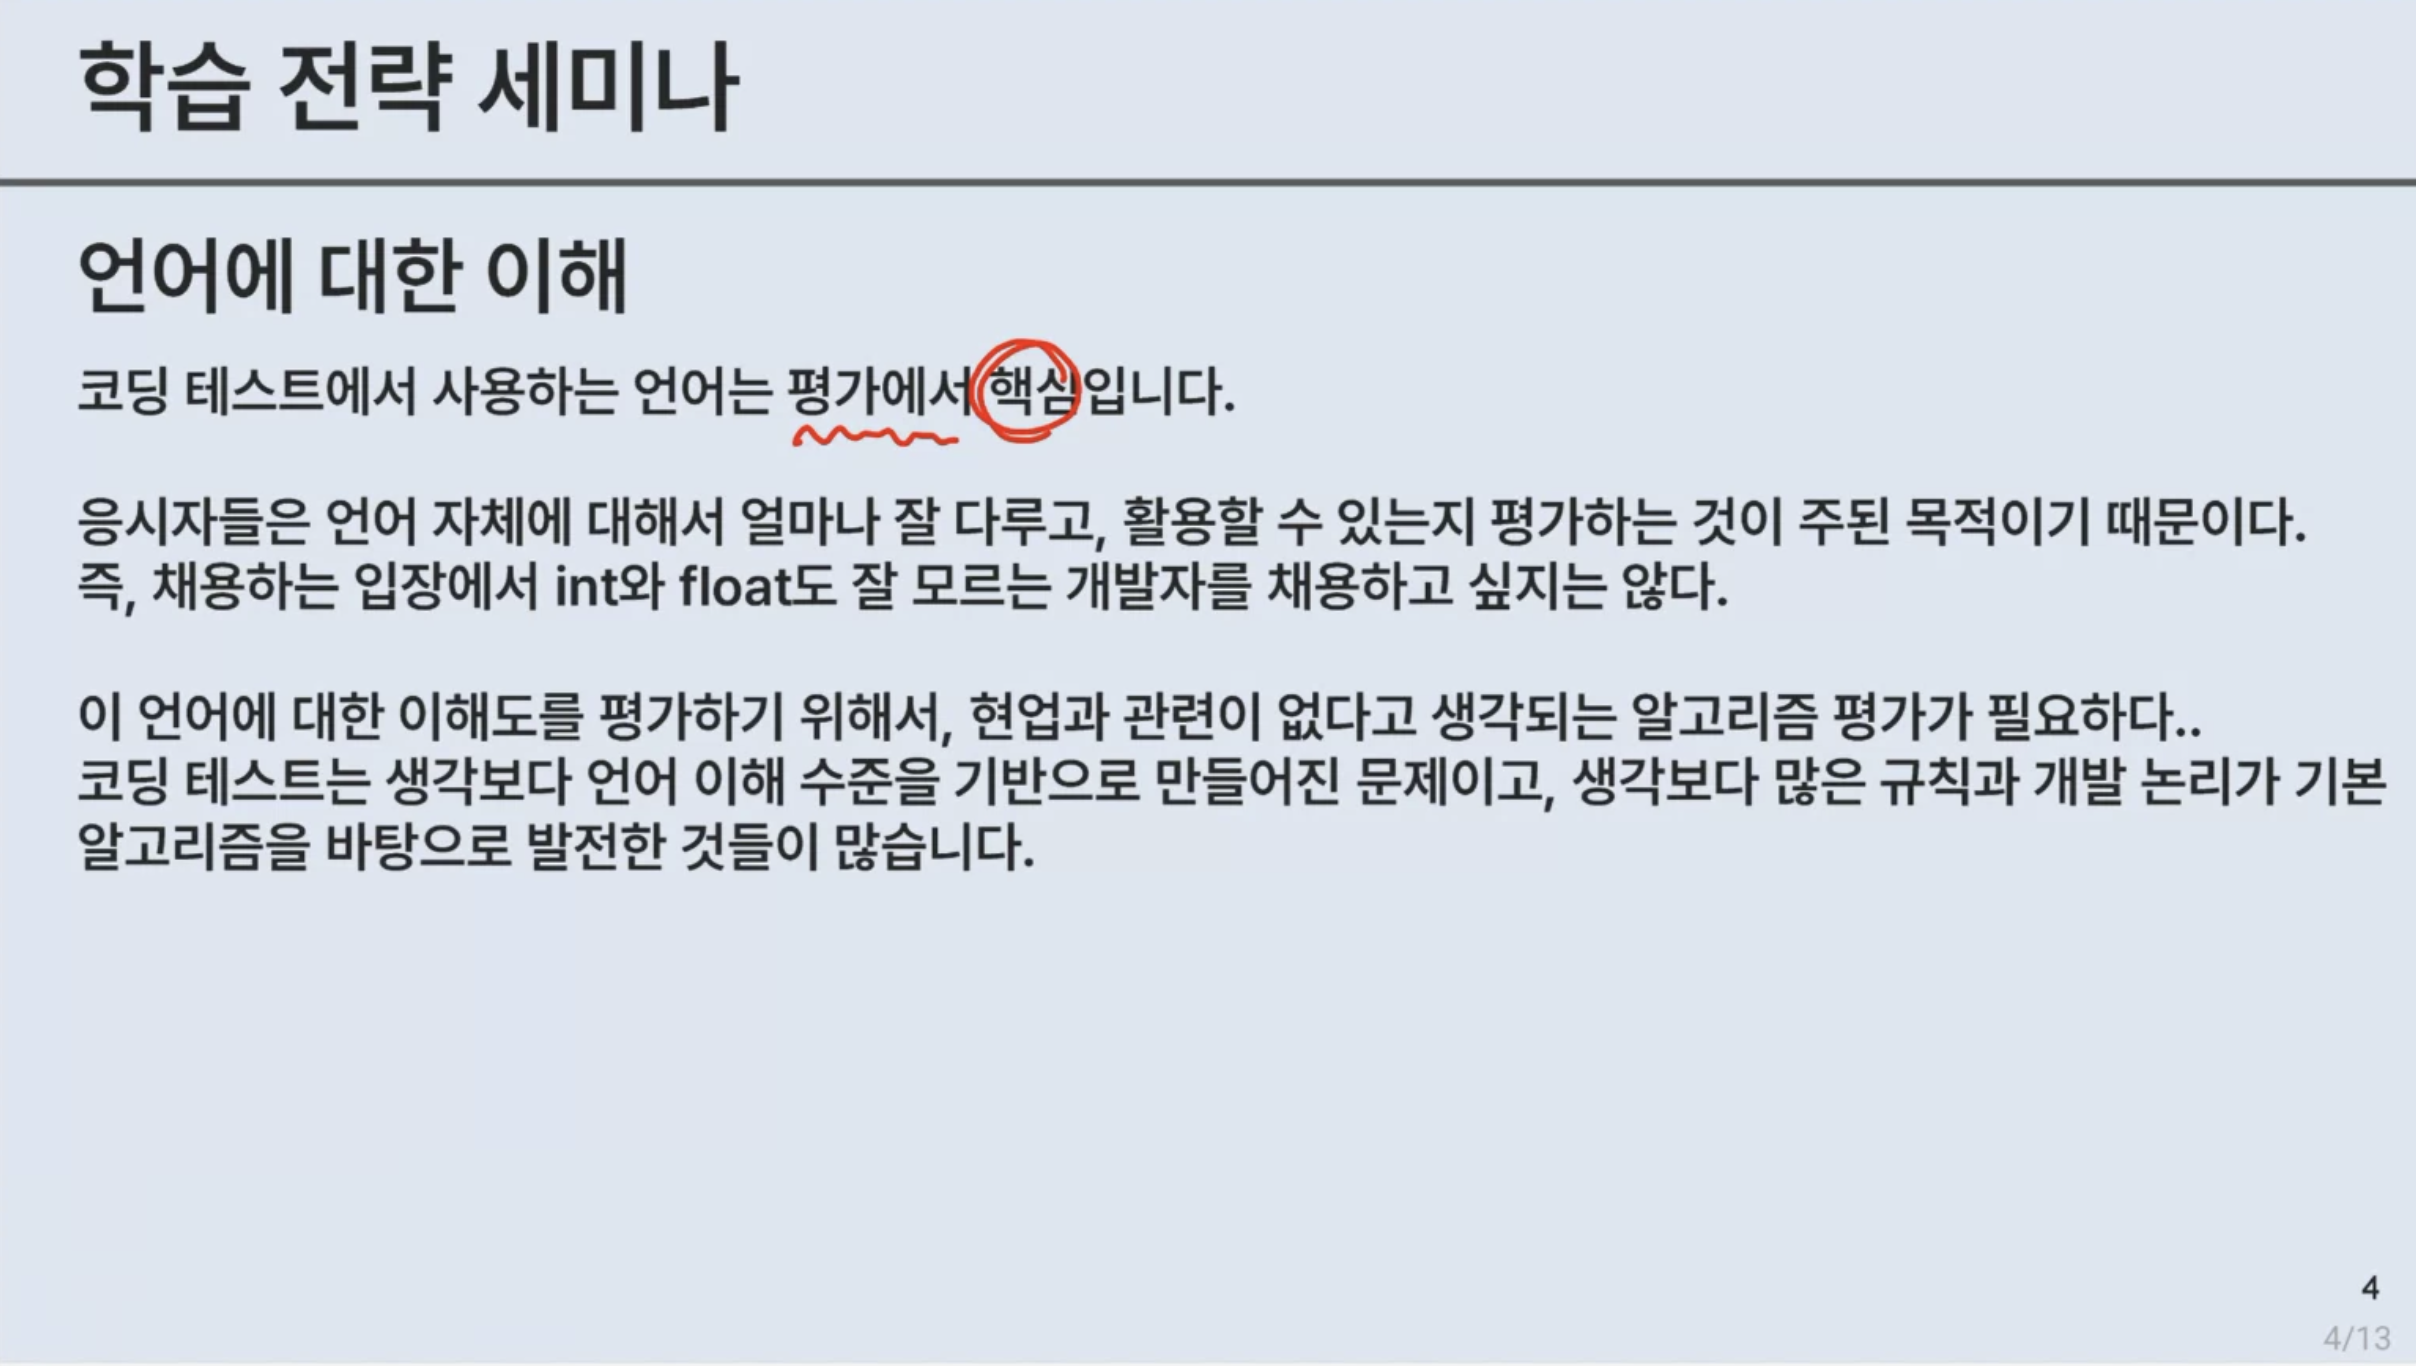 학습 전략 세미나
언어에 대한 이해
코딩 테스트에서 사용하는 언어는 평가에서 핵심입니다.
응시자들은 언어 자체에 대해서 얼마나 잘 다루고, 활용할 수 있는지 평가하는 것이 주된 목적이기 때문이다.
즉, 채용하는 입장에서 int와 float도 잘 모르는 개발자를 채용하고 싶지는 않다.
이 언어에 대한 이해도를 평가하기 위해서, 현업과 관련이 없다고 생각되는 알고리즘 평가가 필요하다..
코딩 테스트는 생각보다 언어 이해 수준을 기반으로 만들어진 문제이고, 생각보다 많은 규칙과 개발 논리가 기본
알고리즘을 바탕으로 발전한 것들이 많습니다.
4
4/13